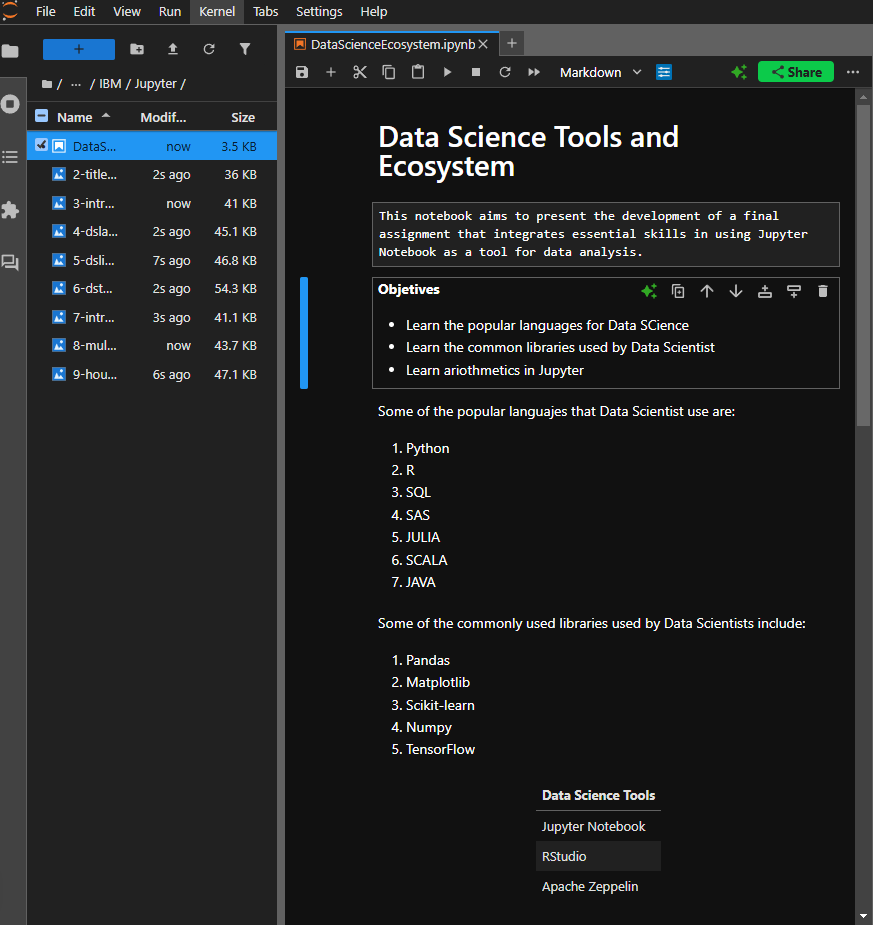 File Edit View Run Kernel Tabs Settings Help
DataScienceEcosystem.ipynb
Markdown
Share
/ ... / IBM / Jupyter /
Name Modif... Size
DataS... now 3.5 KB
2-title... 2s ago 36 KB
3-intr... now 41 KB
4-dsla... 2s ago 45.1 KB
5-dsli... 7s ago 46.8 KB
6-dst... 2s ago 54.3 KB
7-intr... 3s ago 41.1 KB
8-mul... now 43.7 KB
9-hou... 6s ago 47.1 KB
Data Science Tools and
Ecosystem
This notebook aims to present the development of a final
assignment that integrates essential skills in using Jupyter
Notebook as a tool for data analysis.
Objetives
• Learn the popular languages for Data SCience
• Learn the common libraries used by Data Scientist
• Learn ariothmetics in Jupyter
Some of the popular languajes that Data Scientist use are:
1. Python
2. R
3. SQL
4. SAS
5. JULIA
6. SCALA
7. JAVA
Some of the commonly used libraries used by Data Scientists include:
1. Pandas
2. Matplotlib
3. Scikit-learn
4. Numpy
5. TensorFlow
Data Science Tools
Jupyter Notebook
RStudio
Apache Zeppelin